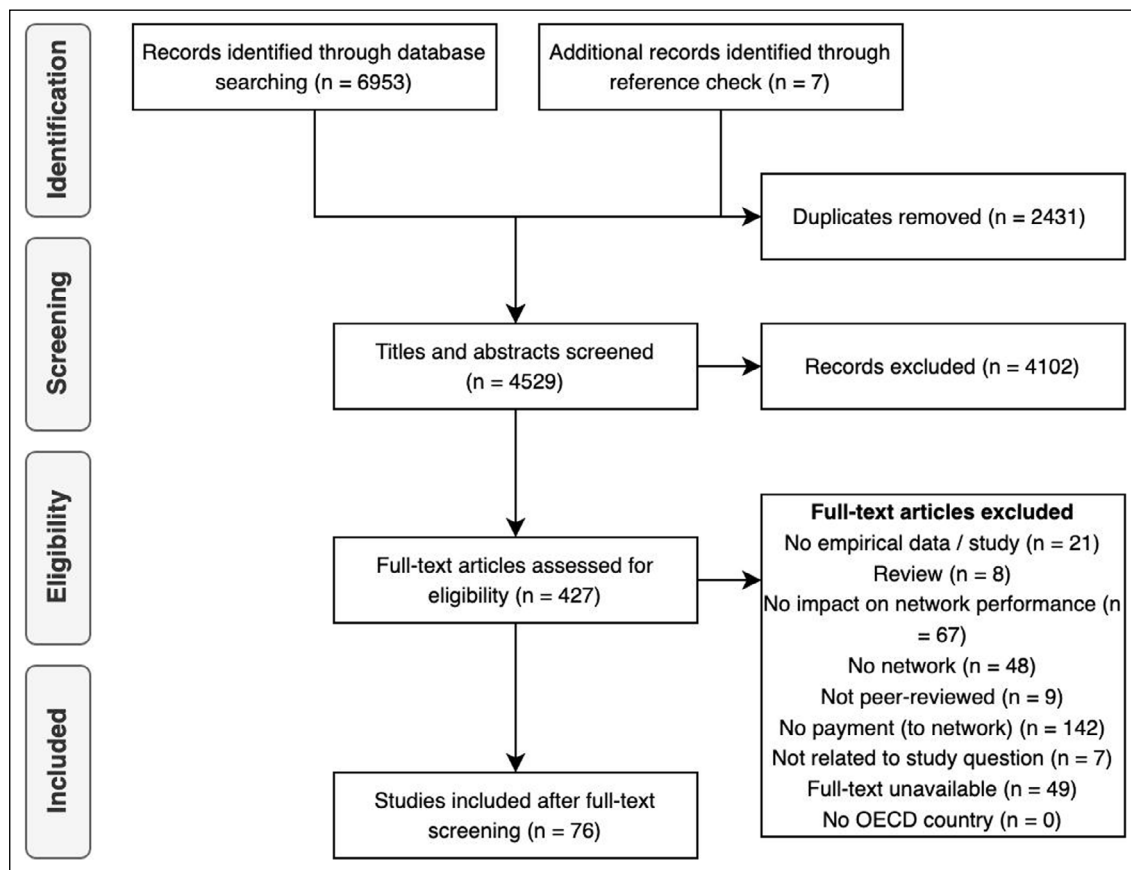 Identification
Records identified through database
searching (n = 6953)
Additional records identified through
reference check (n = 7)
Duplicates removed (n = 2431)
Screening
Titles and abstracts screened
(n = 4529)
Records excluded (n = 4102)
Eligibility
Full-text articles assessed for
eligibility (n = 427)
Full-text articles excluded
No empirical data / study (n = 21)
Review (n = 8)
No impact on network performance (n
= 67)
No network (n = 48)
Not peer-reviewed (n = 9)
No payment (to network) (n = 142)
Not related to study question (n = 7)
Full-text unavailable (n = 49)
No OECD country (n = 0)
Included
Studies included after full-text
screening (n = 76)